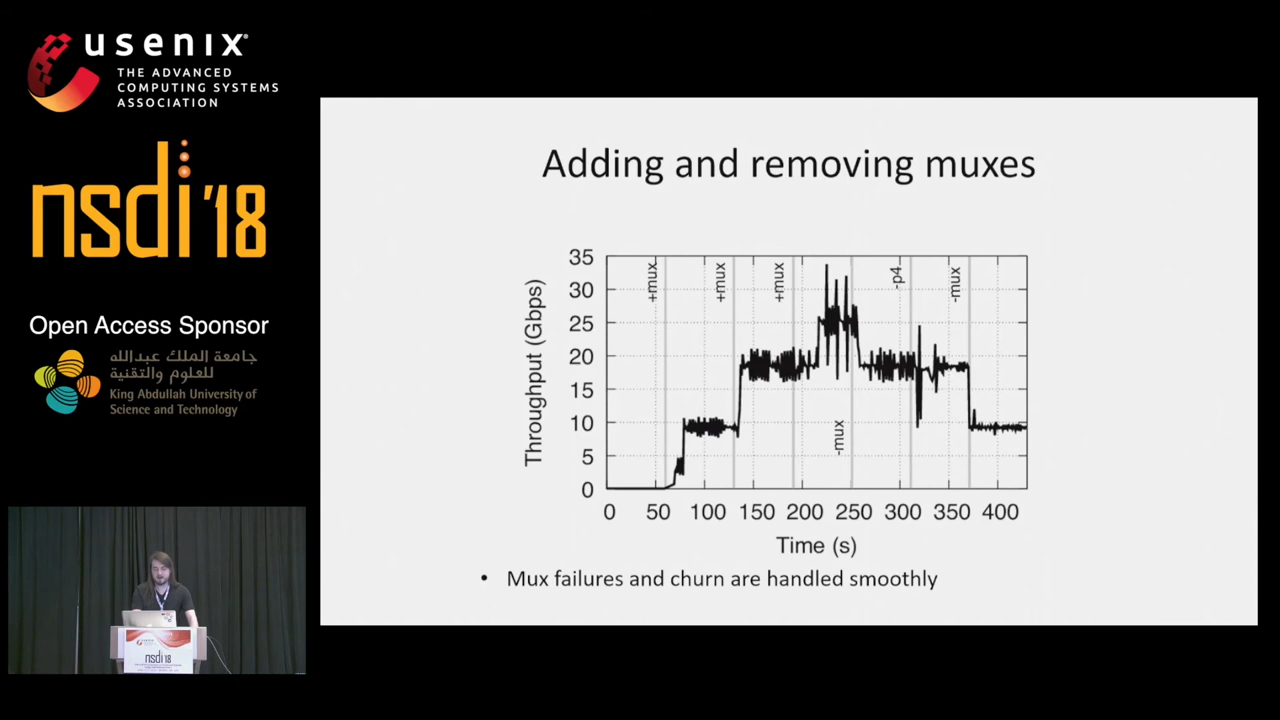 usenix
THE ADVANCED
COMPUTING SYSTEMS
ASSOCIATION
nsdi '18
Open Access Sponsor
جامعة الملك عبدالله
للعلوم والتقنية
King Abdullah University of
Science and Technology
Adding and removing muxes
35
30
25
20
15
10
5
0
Throughput (Gbps)
+mux
+mux
+mux
-mux
-p4
-mux
0 50 100 150 200 250 300 350 400
Time (s)
• Mux failures and churn are handled smoothly
usenix
nsdi '18